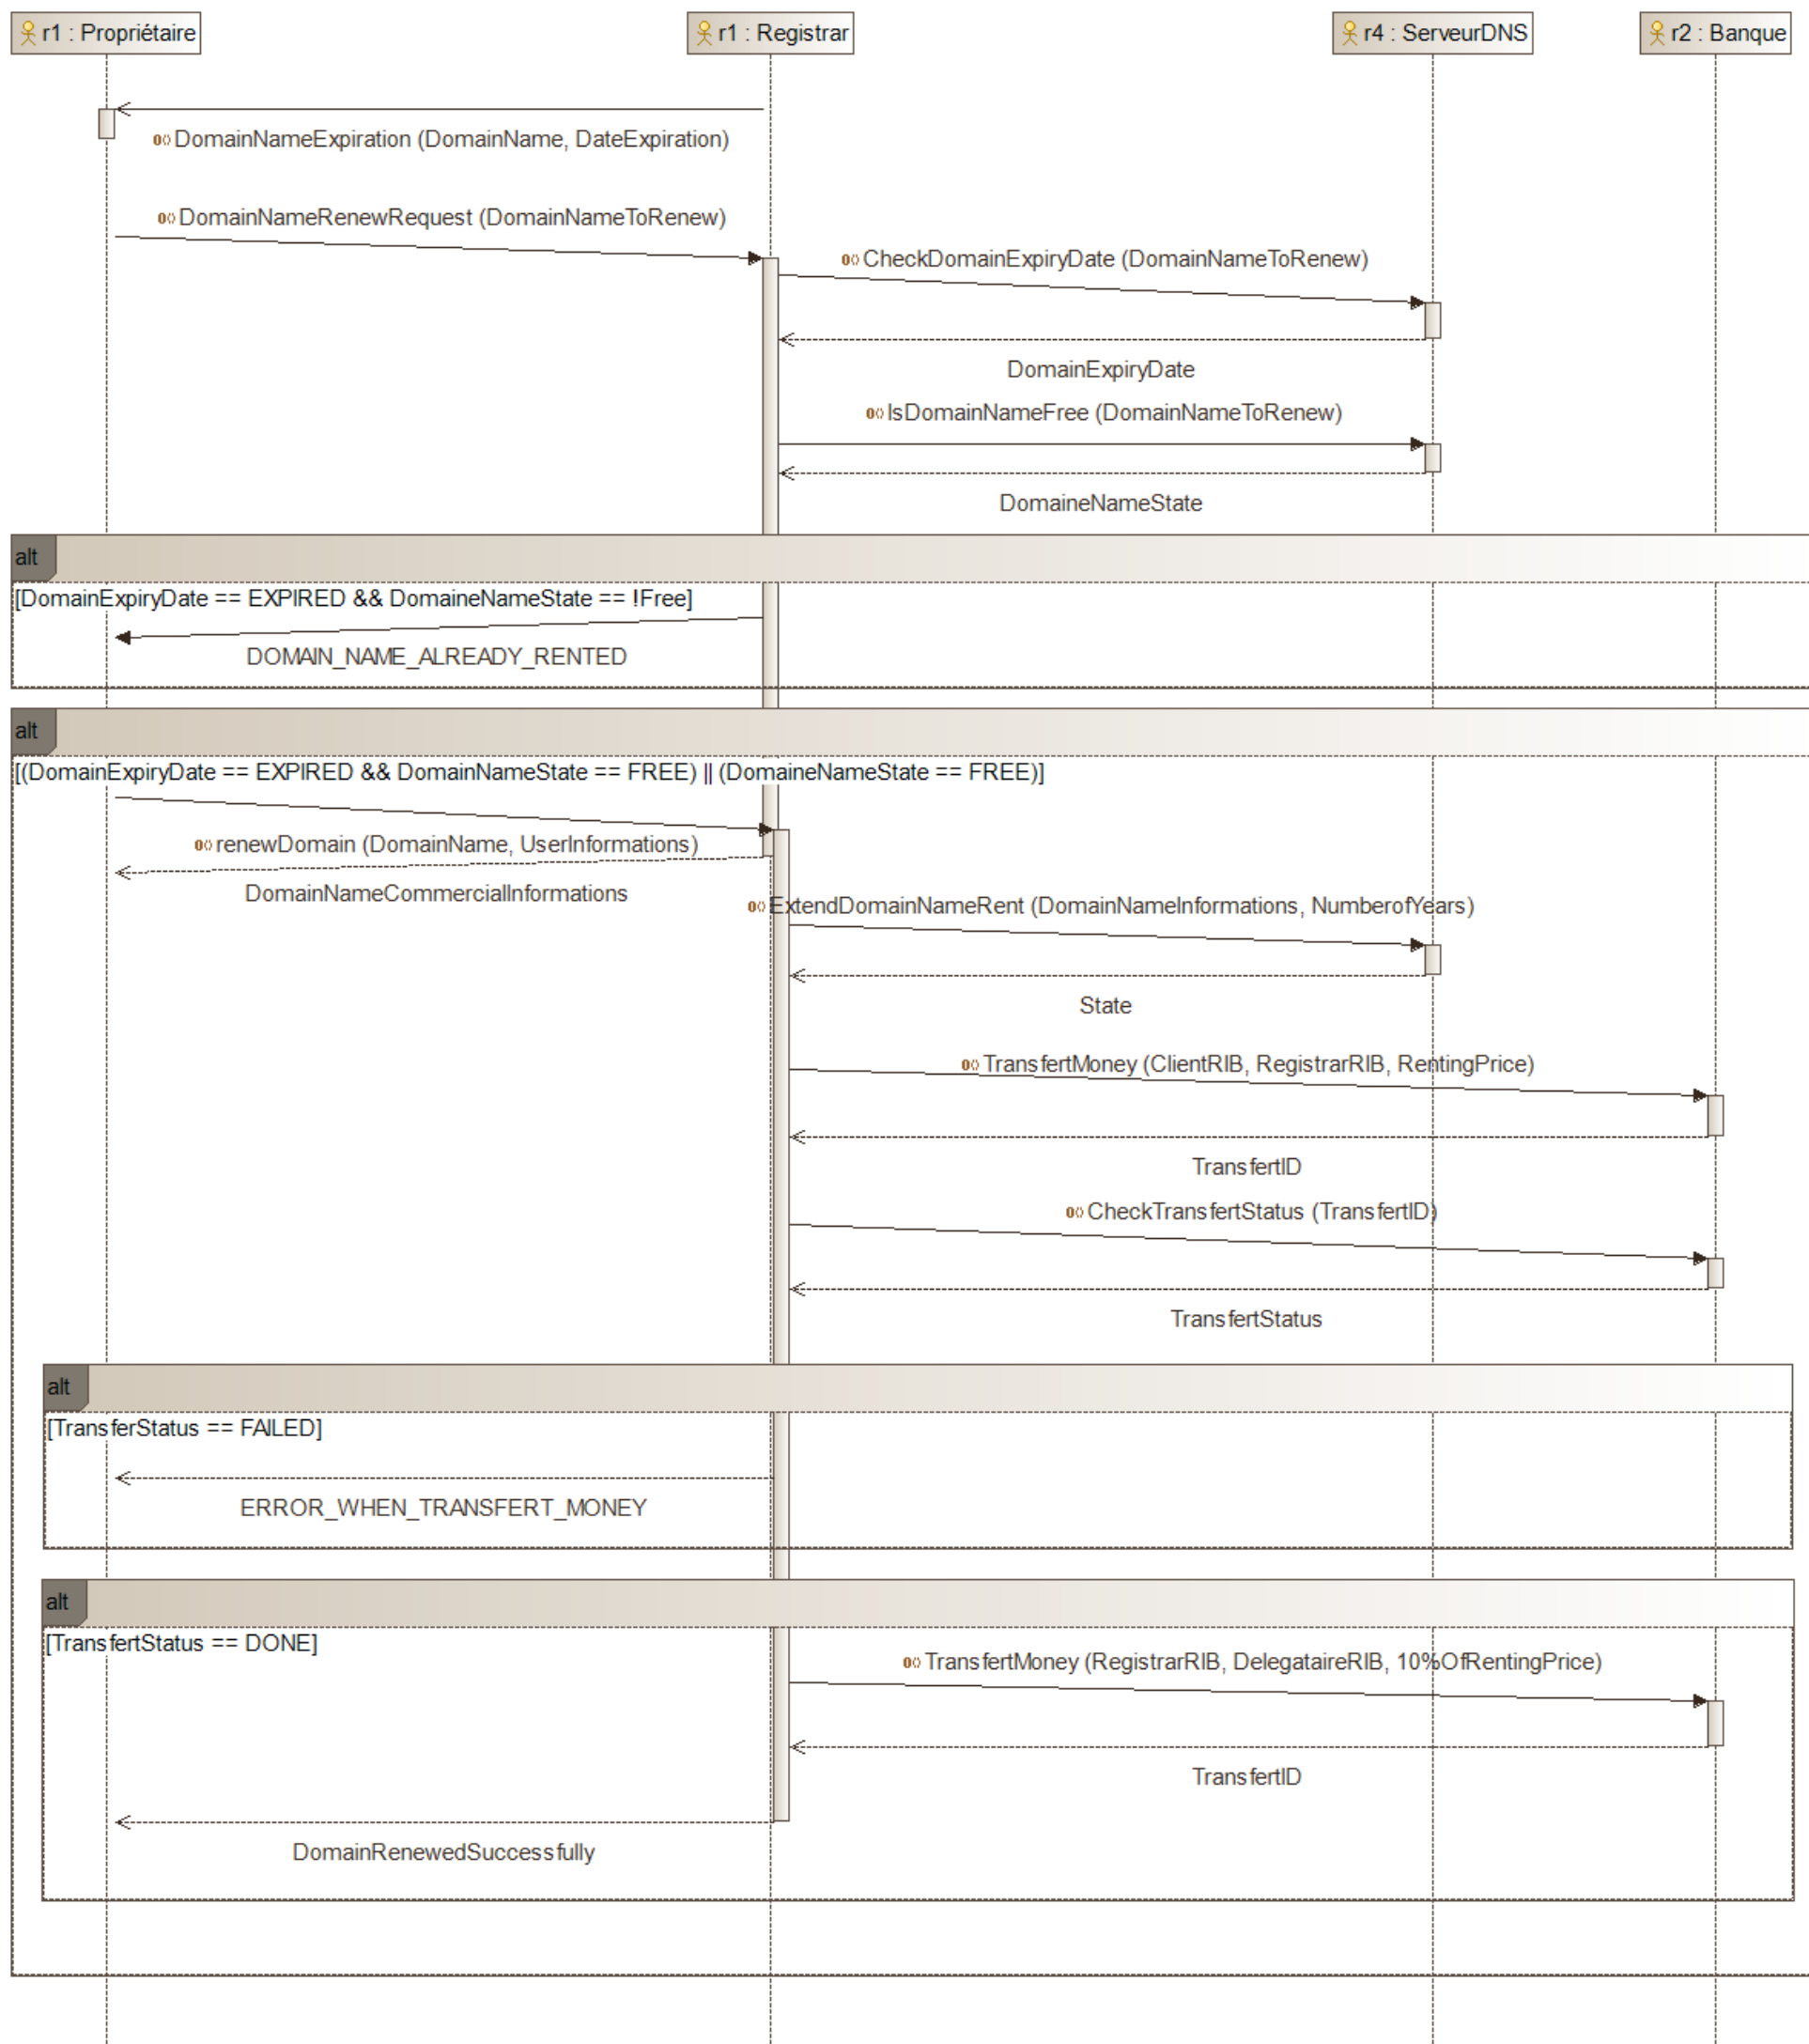 r1 : Propriétaire
r1 : Registrar
r4 : ServeurDNS
r2 : Banque
DomainNameExpiration (DomainName, DateExpiration)
DomainNameRenewRequest (DomainNameToRenew)
CheckDomainExpiryDate (DomainNameToRenew)
DomainExpiryDate
IsDomainNameFree (DomainNameToRenew)
DomaineNameState
alt
[DomainExpiryDate == EXPIRED && DomaineNameState == !Free]
DOMAIN_NAME_ALREADY_RENTED
alt
[(DomainExpiryDate == EXPIRED && DomainNameState == FREE) || (DomaineNameState == FREE)]
renewDomain (DomainName, UserInformations)
DomainNameCommercialInformations
ExtendDomainNameRent (DomainNameInformations, NumberofYears)
State
TransfertMoney (ClientRIB, RegistrarRIB, RentingPrice)
TransfertID
CheckTransfertStatus (TransfertID)
TransfertStatus
alt
[TransferStatus == FAILED]
ERROR_WHEN_TRANSFERT_MONEY
alt
[TransfertStatus == DONE]
TransfertMoney (RegistrarRIB, DelegataireRIB, 10%OfRentingPrice)
TransfertID
DomainRenewedSuccessfully